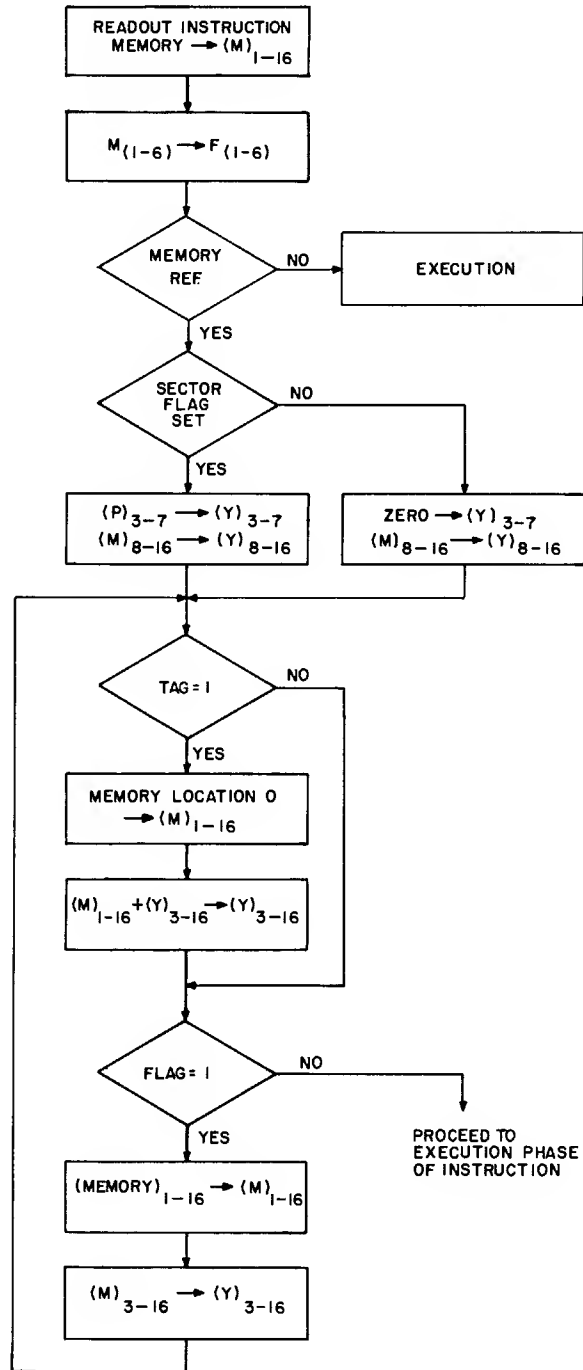 READOUT INSTRUCTION
MEMORY → (M)1-16
M(1-6) → F(1-6)
MEMORY
REF.
NO
EXECUTION
YES
SECTOR
FLAG
SET
NO
YES
(P)3-7 → (Y)3-7
(M)8-16 → (Y)8-16
ZERO → (Y)3-7
(M)8-16 → (Y)8-16
TAG = 1
NO
YES
MEMORY LOCATION 0
→ (M)1-16
(M)1-16 + (Y)3-16 → (Y)3-16
FLAG = 1
NO
YES
PROCEED TO
EXECUTION PHASE
OF INSTRUCTION
(MEMORY)1-16 → (M)1-16
(M)3-16 → (Y)3-16